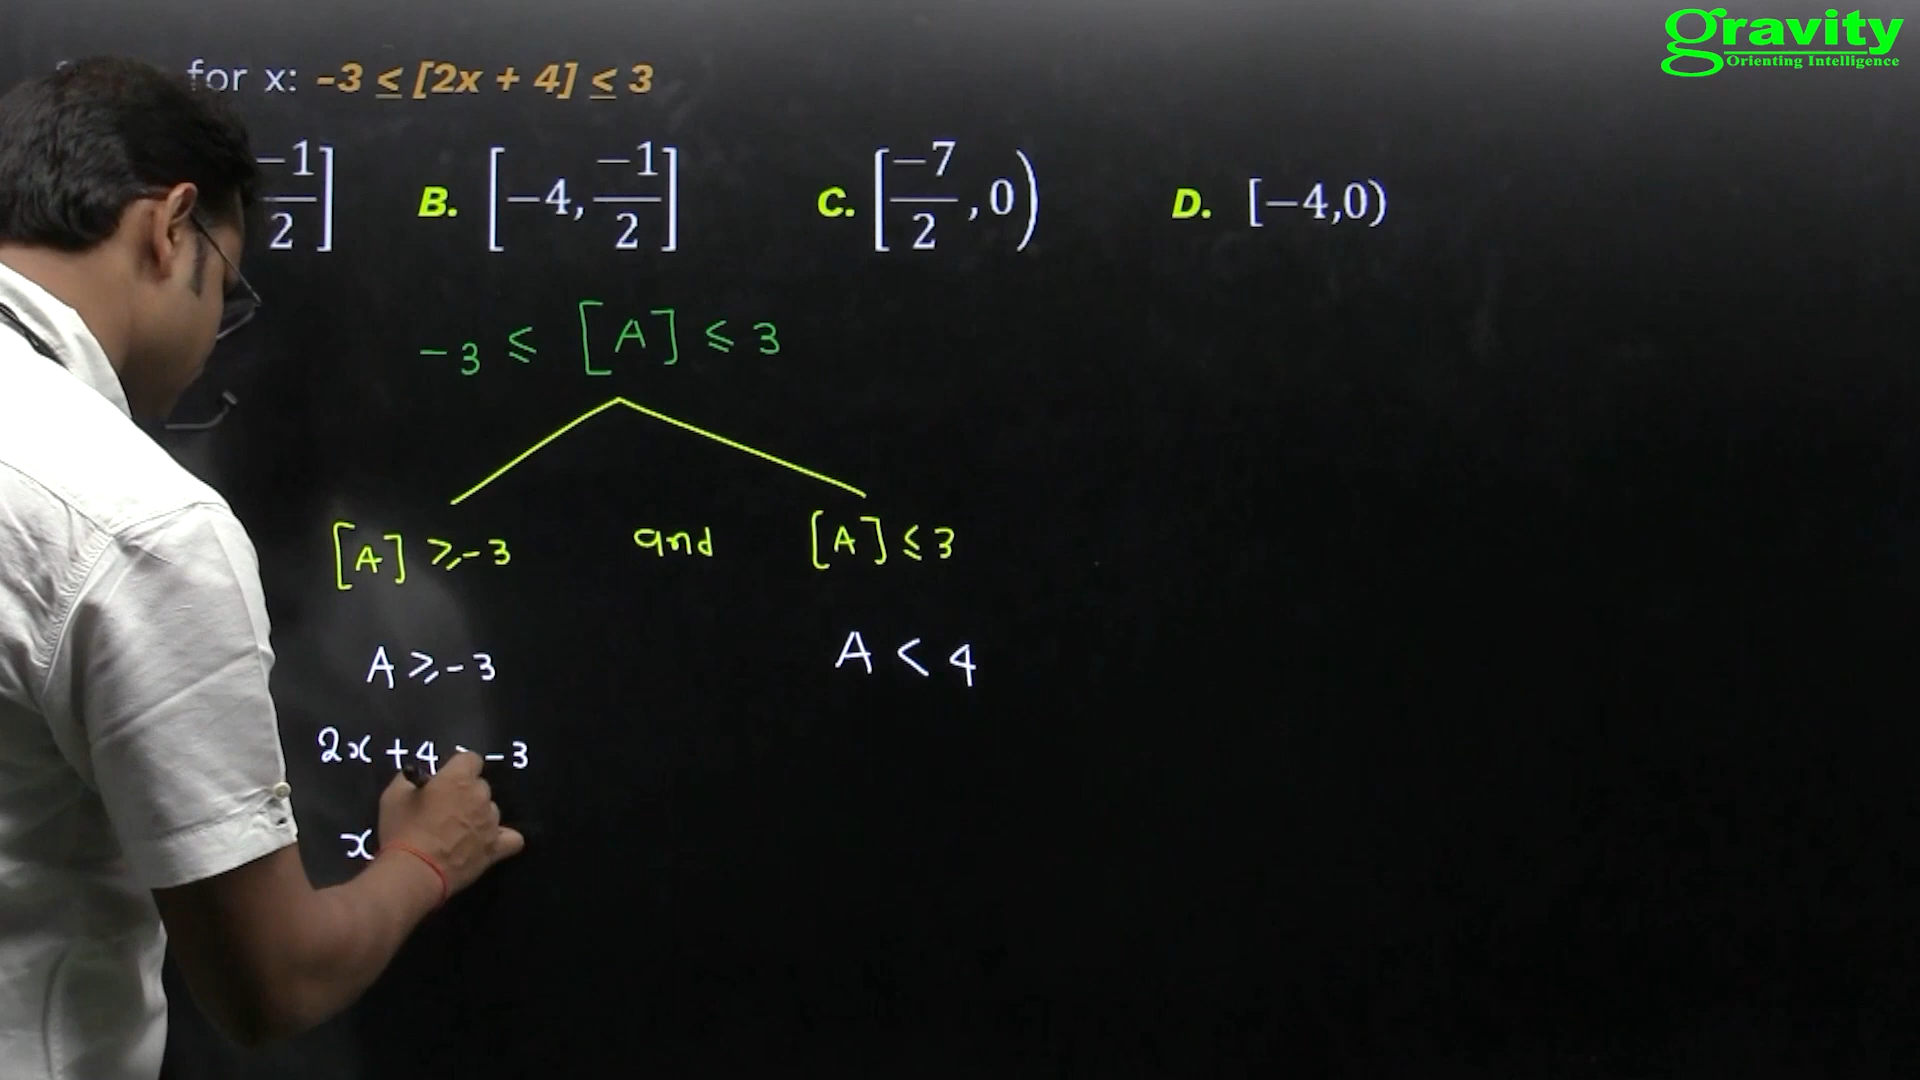 gravity
Orienting Intelligence
for x: -3 ≤ [2x + 4] ≤ 3
-1/2] B. [-4, -1/2] C. [-7/2, 0) D. [-4,0)
-3 ≤ [A] ≤ 3
[A] ≥ -3 and [A] ≤ 3
A ≥ -3 A < 4
2x + 4 -3
x